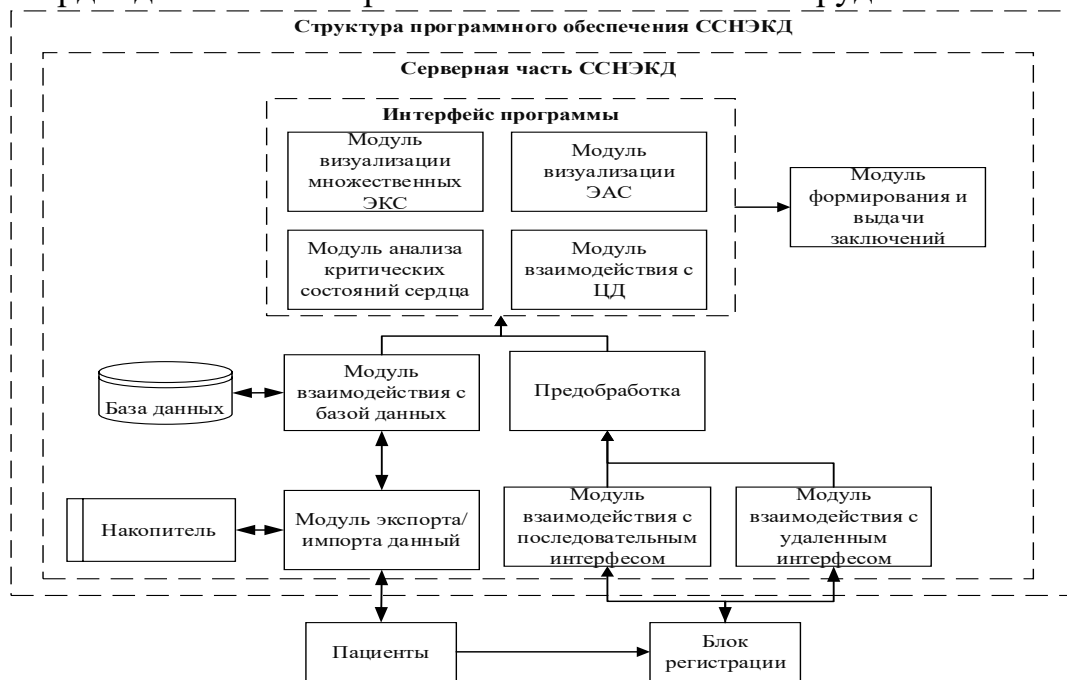 Структура программного обеспечения ССНЭКД
Серверная часть ССНЭКД
Интерфейс программы
Модуль
визуализации
множественных
ЭКС
Модуль
визуализации
ЭАС
Модуль
формирования и
выдачи
заключений
Модуль анализа
критических
состояний сердца
Модуль
взаимодействия с
ЦД
База данных
Модуль
взаимодействия с
базой данных
Предобработка
Накопитель
Модуль экспорта/
импорта данный
Модуль
взаимодействия с
последовательным
интерфесом
Модуль
взаимодействия с
удаленным
интерфесом
Пациенты
Блок
регистрации